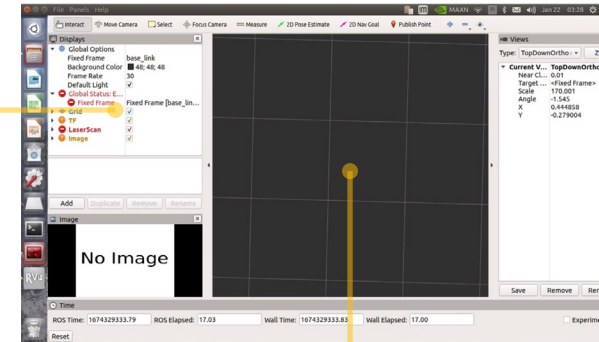 File Panels Help
MAXN
Jan 22 03:28
Interact Move Camera Select Focus Camera Measure 2D Pose Estimate 2D Nav Goal Publish Point
Displays
Global Options
Fixed Frame base_link
Background Color 48; 48; 48
Frame Rate 30
Default Light
Global Status: E...
Fixed Frame Fixed Frame [base_lin...
Grid
TF
LaserScan
Image
Add Duplicate Remove Rename
Image
No Image
Views
Type: TopDownOrtho Z
Current V... TopDownOrtho
Near Cl... 0.01
Target ... <Fixed Frame>
Scale 170.001
Angle -1.545
X 0.444858
Y -0.279004
Save Remove Ren
Time
ROS Time: 1674329333.79 ROS Elapsed: 17.03 Wall Time: 1674329333.83 Wall Elapsed: 17.00 Experime
Reset
RViz